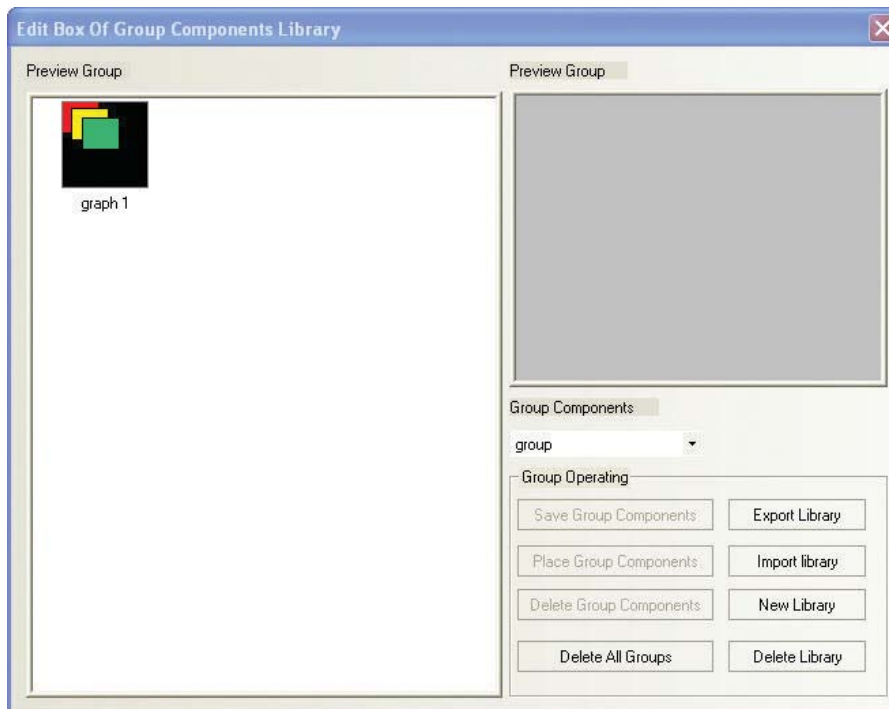 Edit Box Of Group Components Library
Preview Group
graph 1
Preview Group
Group Components
group
Group Operating
Save Group Components
Export Library
Place Group Components
Import library
Delete Group Components
New Library
Delete All Groups
Delete Library